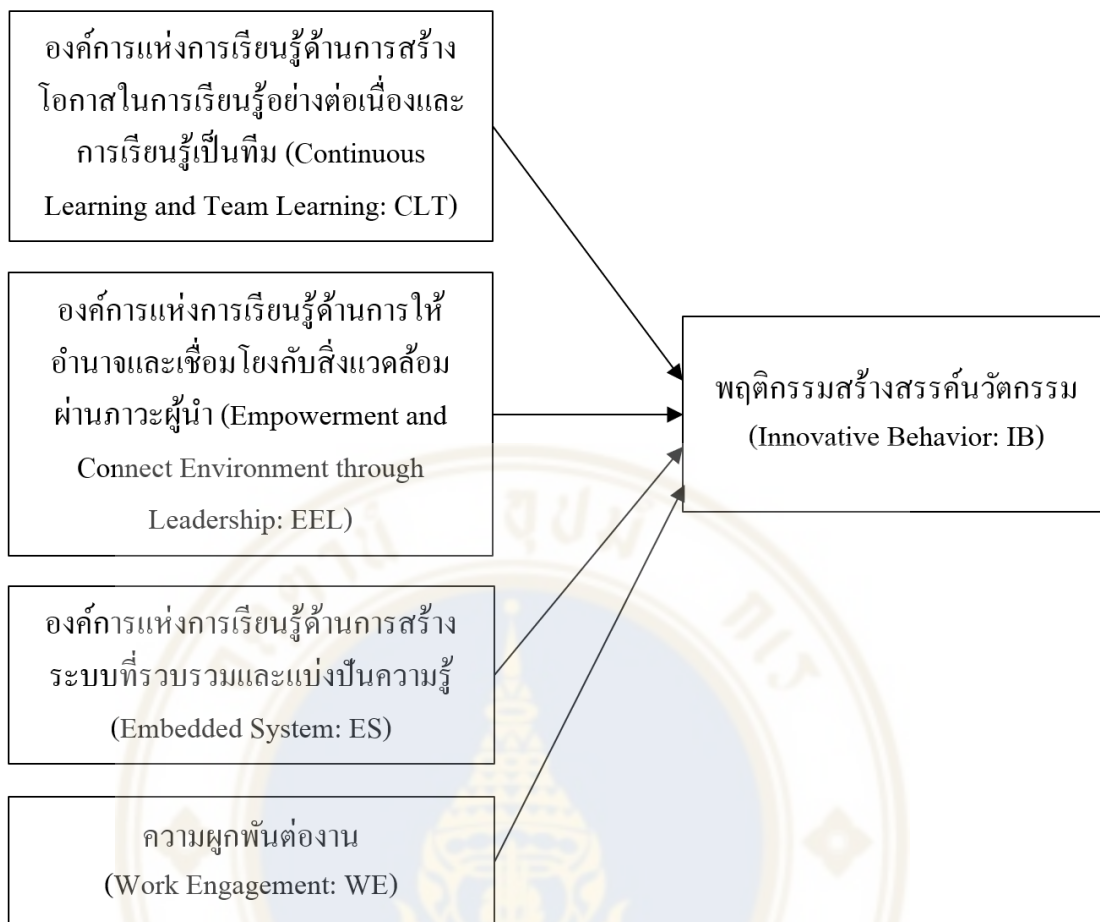 องค์การแห่งการเรียนรู้ด้านการสร้าง
โอกาสในการเรียนรู้อย่างต่อเนื่องและ
การเรียนรู้เป็นทีม (Continuous
Learning and Team Learning: CLT)
องค์การแห่งการเรียนรู้ด้านการให้
อำนาจและเชื่อมโยงกับสิ่งแวดล้อม
ผ่านภาวะผู้นำ (Empowerment and
Connect Environment through
Leadership: EEL)
องค์การแห่งการเรียนรู้ด้านการสร้าง
ระบบที่รวบรวมและแบ่งปันความรู้
(Embedded System: ES)
ความผูกพันต่องาน
(Work Engagement: WE)
พฤติกรรมสร้างสรรค์นวัตกรรม
(Innovative Behavior: IB)